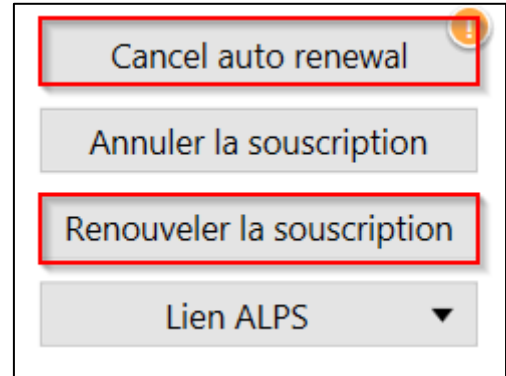 Cancel auto renewal
Annuler la souscription
Renouveler la souscription
Lien ALPS